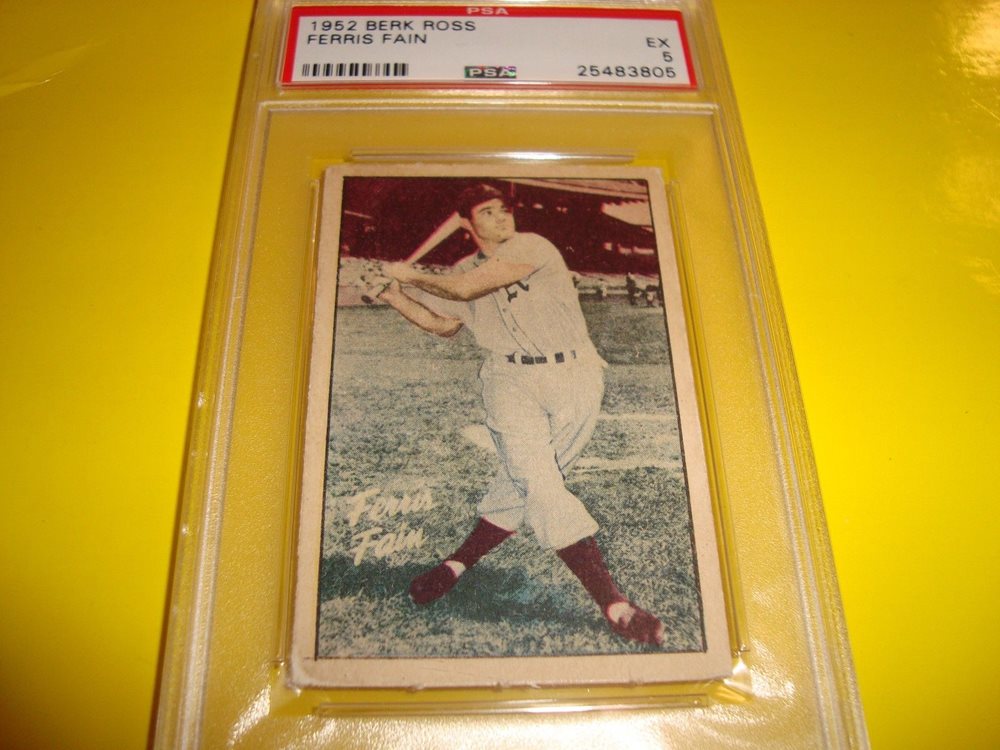 PSA
1952 BERK ROSS
FERRIS FAIN
EX
5
PSA
25483805
Ferris
Fain